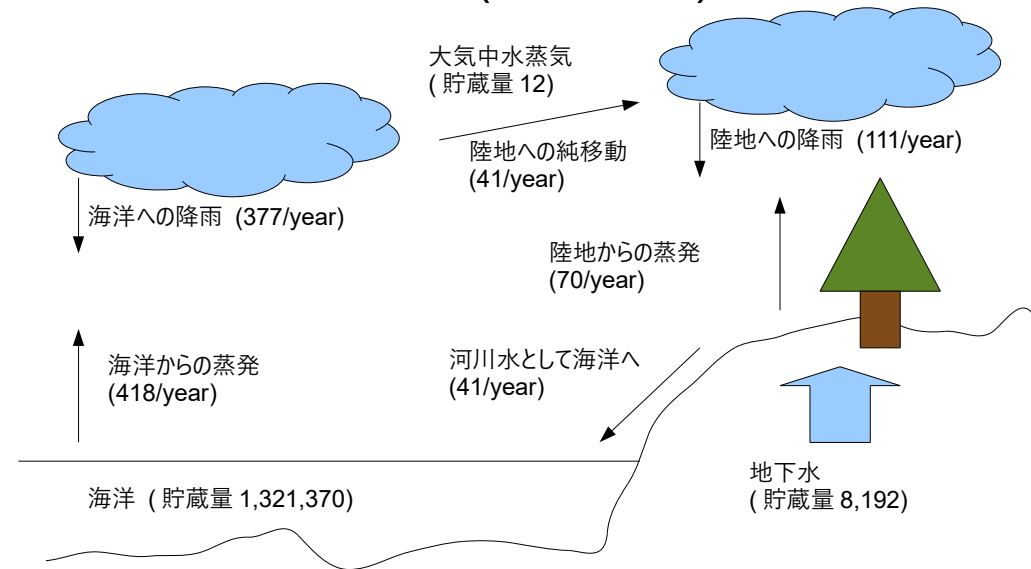 大気中水蒸気
( 貯蔵量 12)
陸地への純移動
(41/year)
陸地への降雨 (111/year)
海洋への降雨 (377/year)
陸地からの蒸発
(70/year)
海洋からの蒸発
(418/year)
河川水として海洋へ
(41/year)
海洋 ( 貯蔵量 1,321,370)
地下水
( 貯蔵量 8,192)